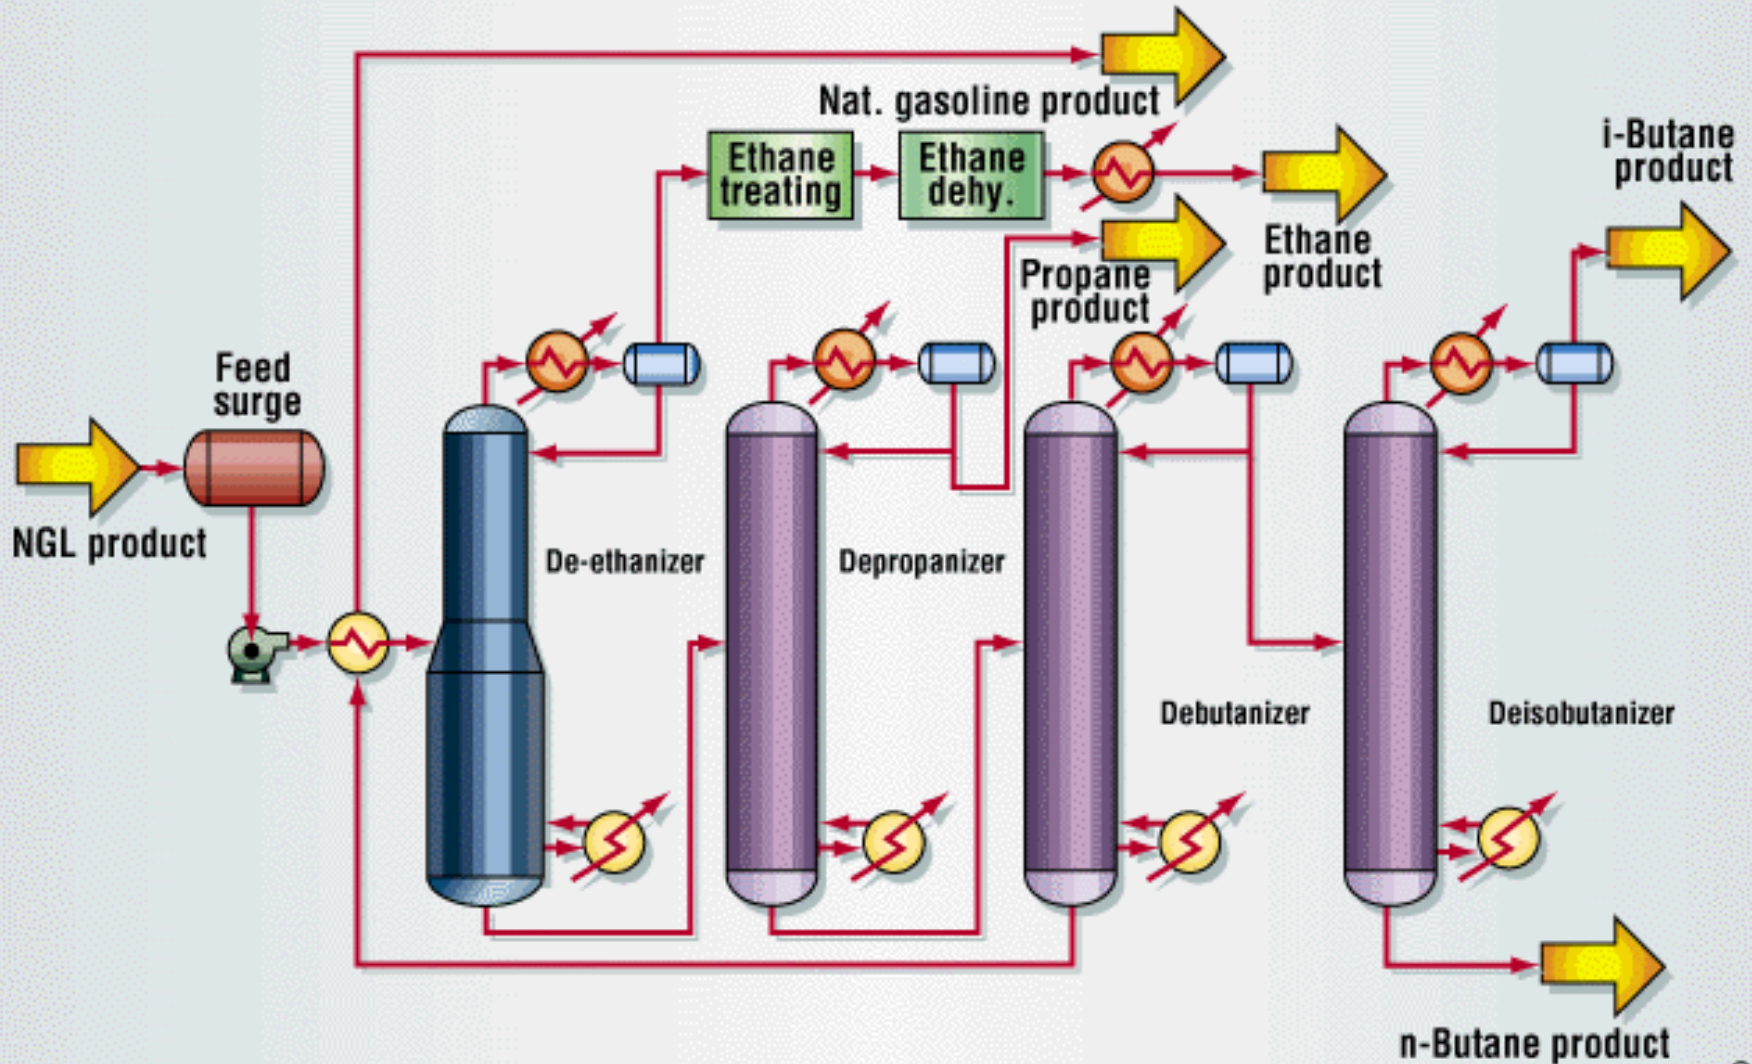 Nat. gasoline product
Ethane
treating
Ethane
dehy.
i-Butane
product
Ethane
product
Propane
product
Feed
surge
NGL product
De-ethanizer
Depropanizer
Debutanizer
Deisobutanizer
n-Butane product